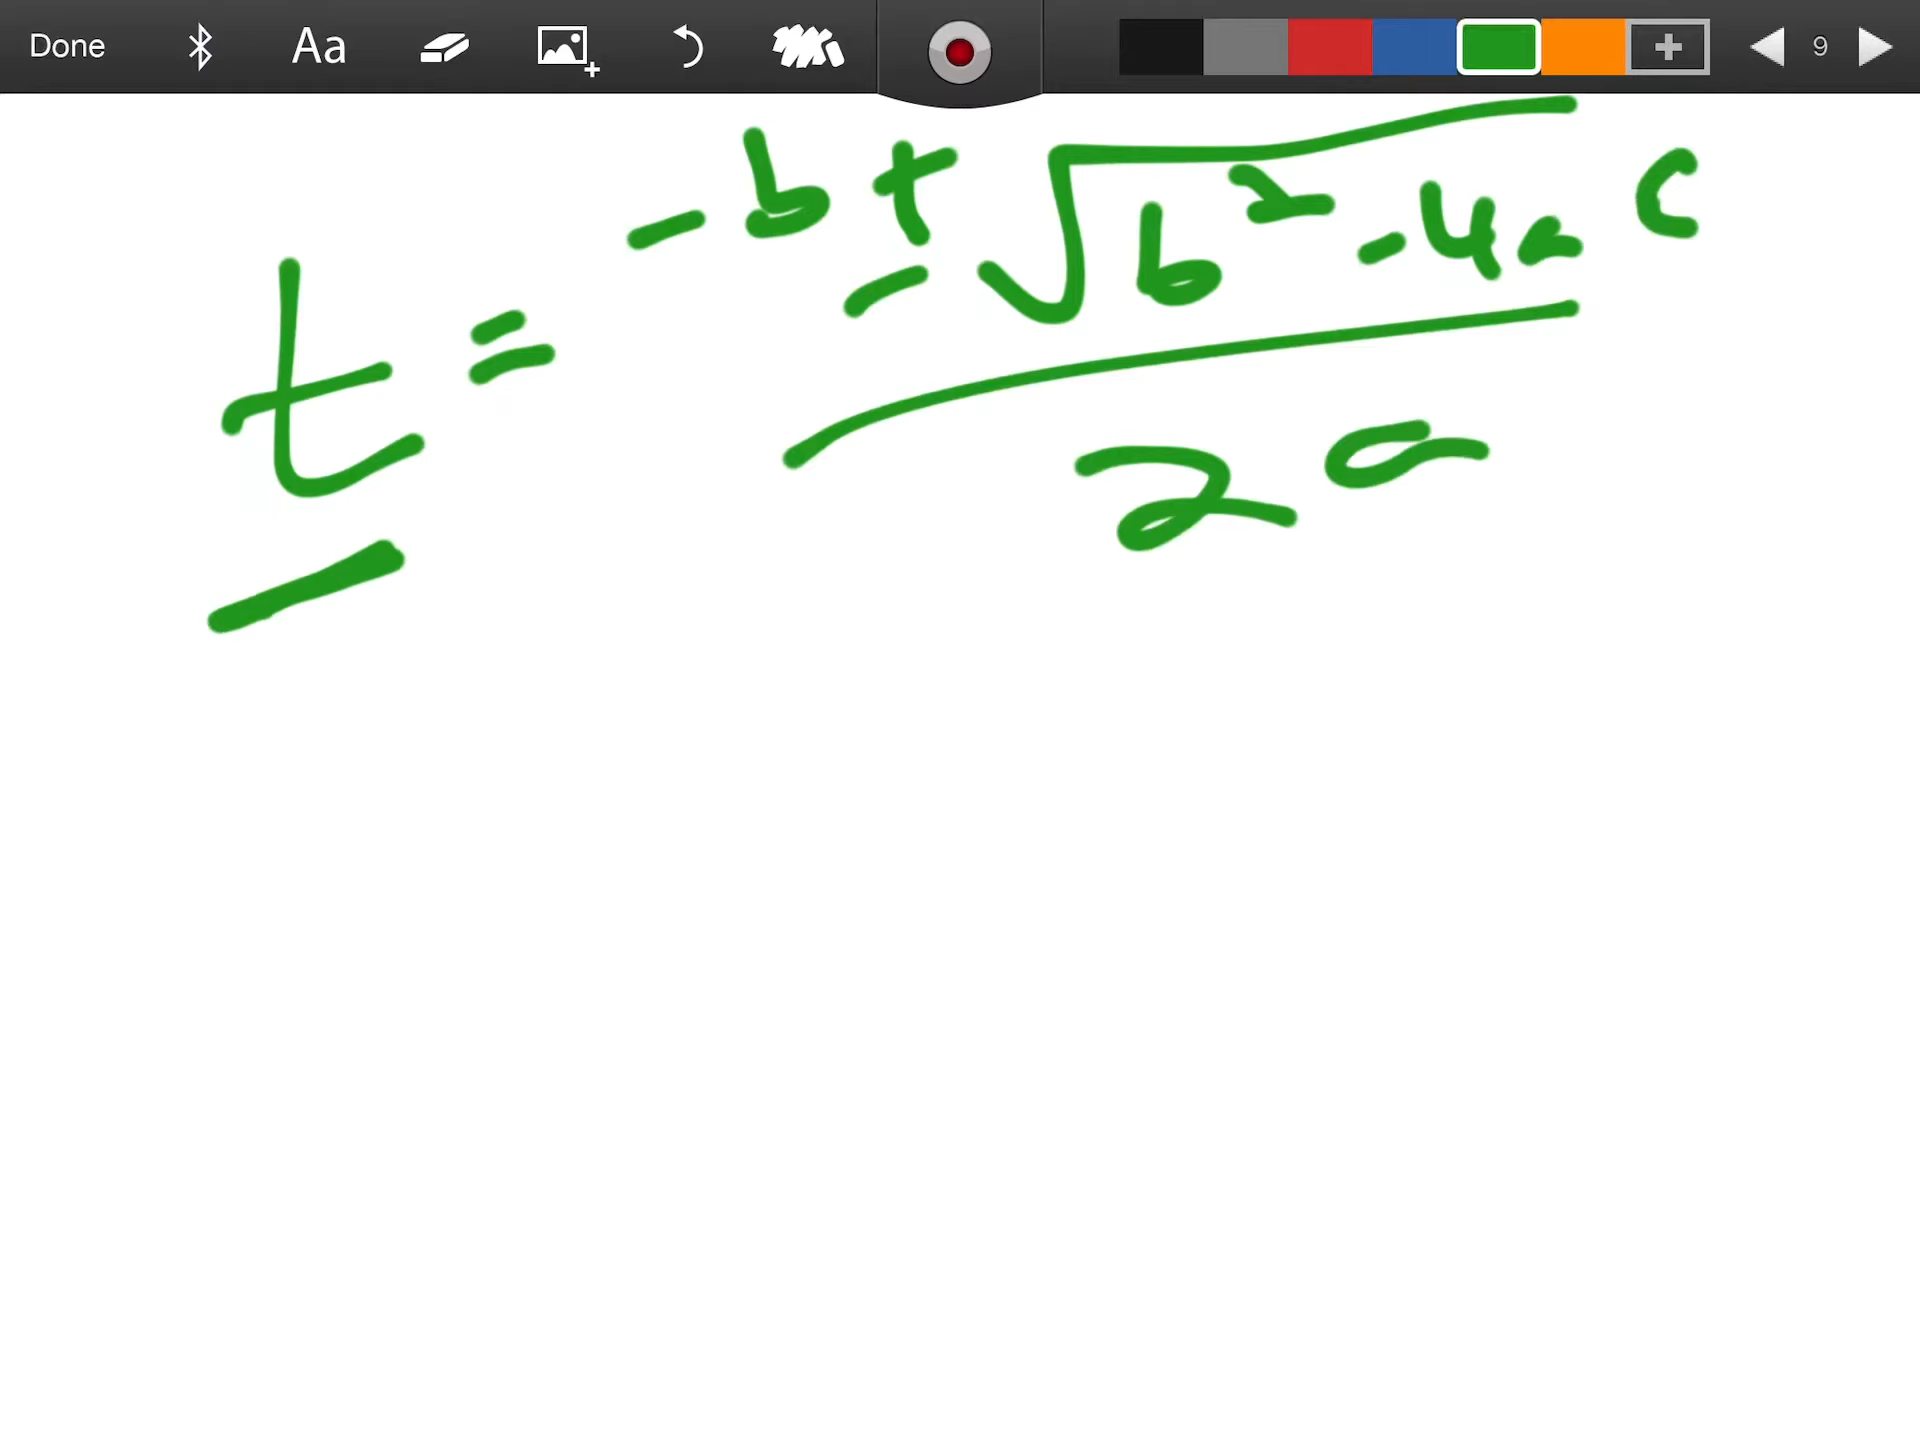 Done Aa 9
t = -b ± √b² - 4ac
2a